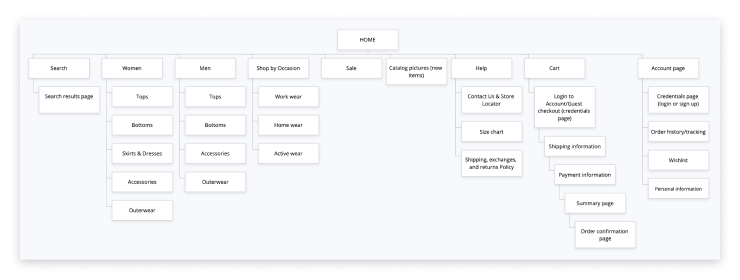 HOME
Search
Women
Men
Shop by Occasion
Sale
Catalog pictures (new
items)
Help
Cart
Account page
Search results page
Tops
Bottoms
Skirts & Dresses
Accessories
Outerwear
Tops
Bottoms
Accessories
Outerwear
Work wear
Home wear
Active wear
Contact Us & Store
Locator
Size chart
Shipping, exchanges,
and returns Policy
Login to
Account/Guest
checkout (credentials
page)
Shipping information
Payment information
Summary page
Order confirmation
page
Credentials page
(login or sign up)
Order history/tracking
Wishlist
Personal information